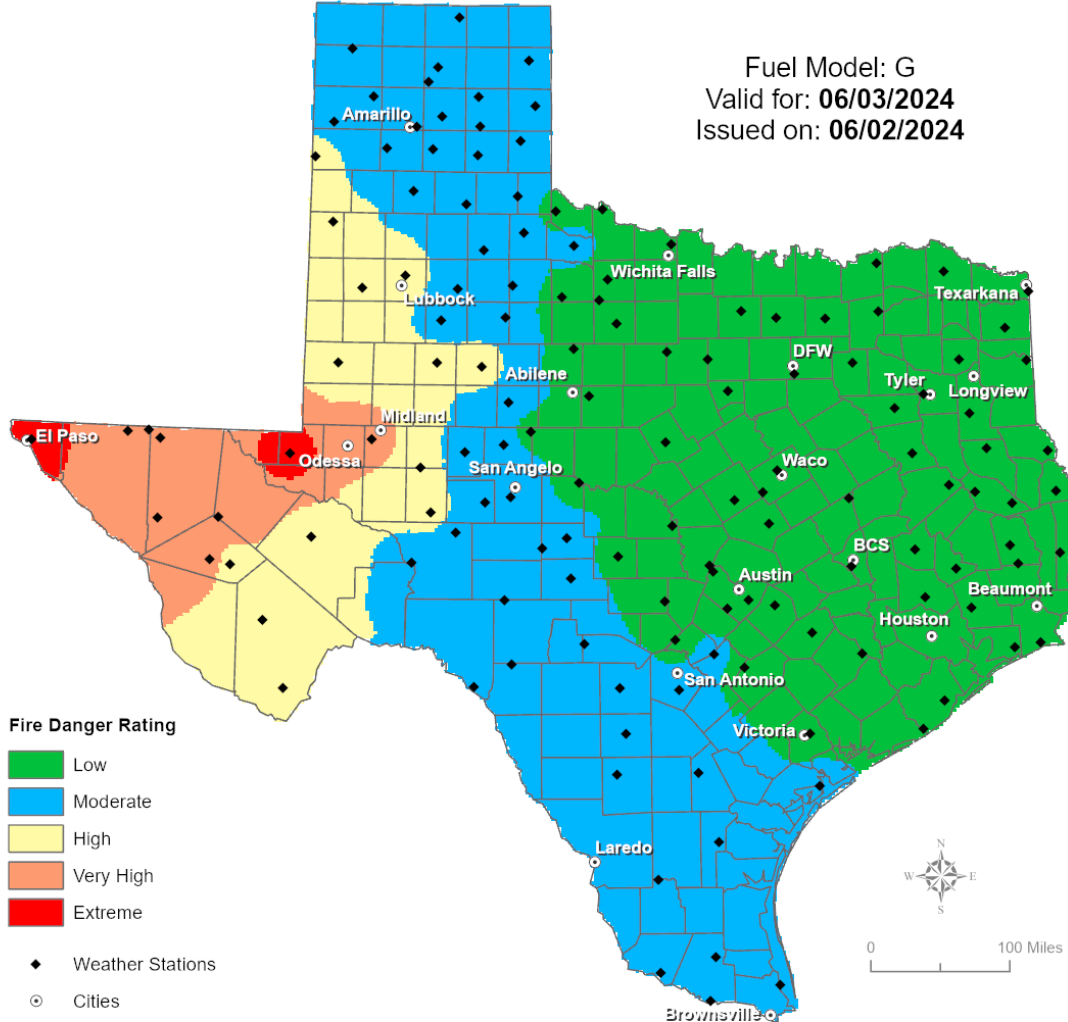 Fuel Model: G
Valid for: 06/03/2024
Issued on: 06/02/2024
Amarillo
Wichita Falls
Lubbock
Texarkana
DFW
Abilene
Tyler
Longview
Midland
El Paso
Odessa
San Angelo
Waco
BCS
Austin
Beaumont
Houston
San Antonio
Victoria
Laredo
Brownsville
Fire Danger Rating
Low
Moderate
High
Very High
Extreme
Weather Stations
Cities
N
W E
S
0 100 Miles